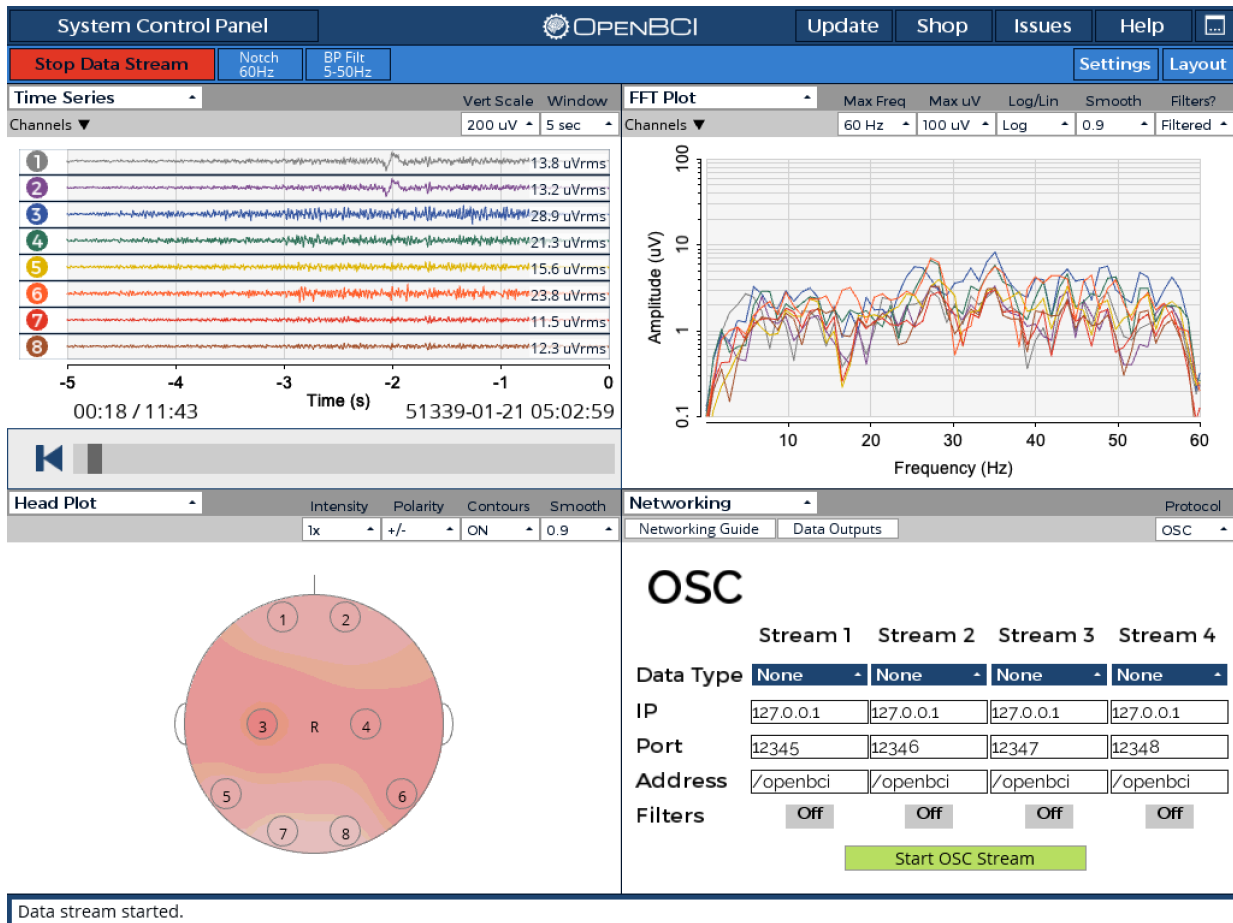 System Control Panel OPENBCI Update Shop Issues Help
Stop Data Stream Notch 60Hz BP Filt 5-50Hz Settings Layout
Time Series
Vert Scale Window
Channels ▼ 200 uV 5 sec
1 13.8 uVrms
2 13.2 uVrms
3 28.9 uVrms
4 21.3 uVrms
5 15.6 uVrms
6 23.8 uVrms
7 11.5 uVrms
8 12.3 uVrms
-5 -4 -3 -2 -1 0
Time (s)
00:18 / 11:43 51339-01-21 05:02:59
FFT Plot
Max Freq Max uV Log/Lin Smooth Filters?
Channels ▼ 60 Hz 100 uV Log 0.9 Filtered
Amplitude (uV)
100
10
1
0.1
10 20 30 40 50 60
Frequency (Hz)
Head Plot
Intensity Polarity Contours Smooth
1x +/- ON 0.9
1 2
3 R 4
5 6
7 8
Networking
Protocol
Networking Guide Data Outputs OSC
OSC
Stream 1 Stream 2 Stream 3 Stream 4
Data Type None None None None
IP 127.0.0.1 127.0.0.1 127.0.0.1 127.0.0.1
Port 12345 12346 12347 12348
Address /openbci /openbci /openbci /openbci
Filters Off Off Off Off
Start OSC Stream
Data stream started.